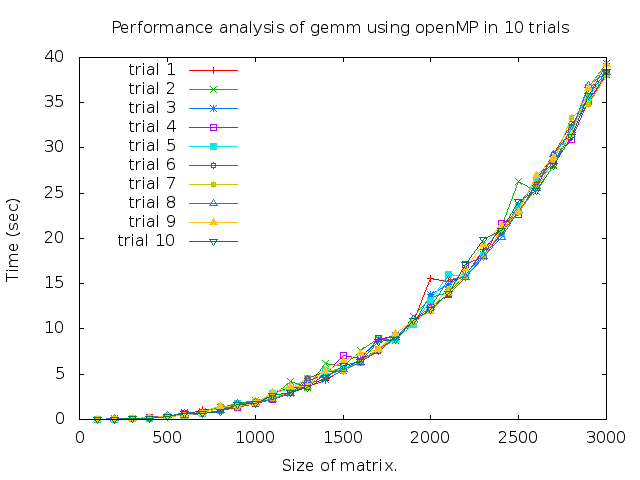 Performance analysis of gemm using openMP in 10 trials
40
35
30
25
20
15
10
5
0
Time (sec)
trial 1
trial 2
trial 3
trial 4
trial 5
trial 6
trial 7
trial 8
trial 9
trial 10
0 500 1000 1500 2000 2500 3000
Size of matrix.